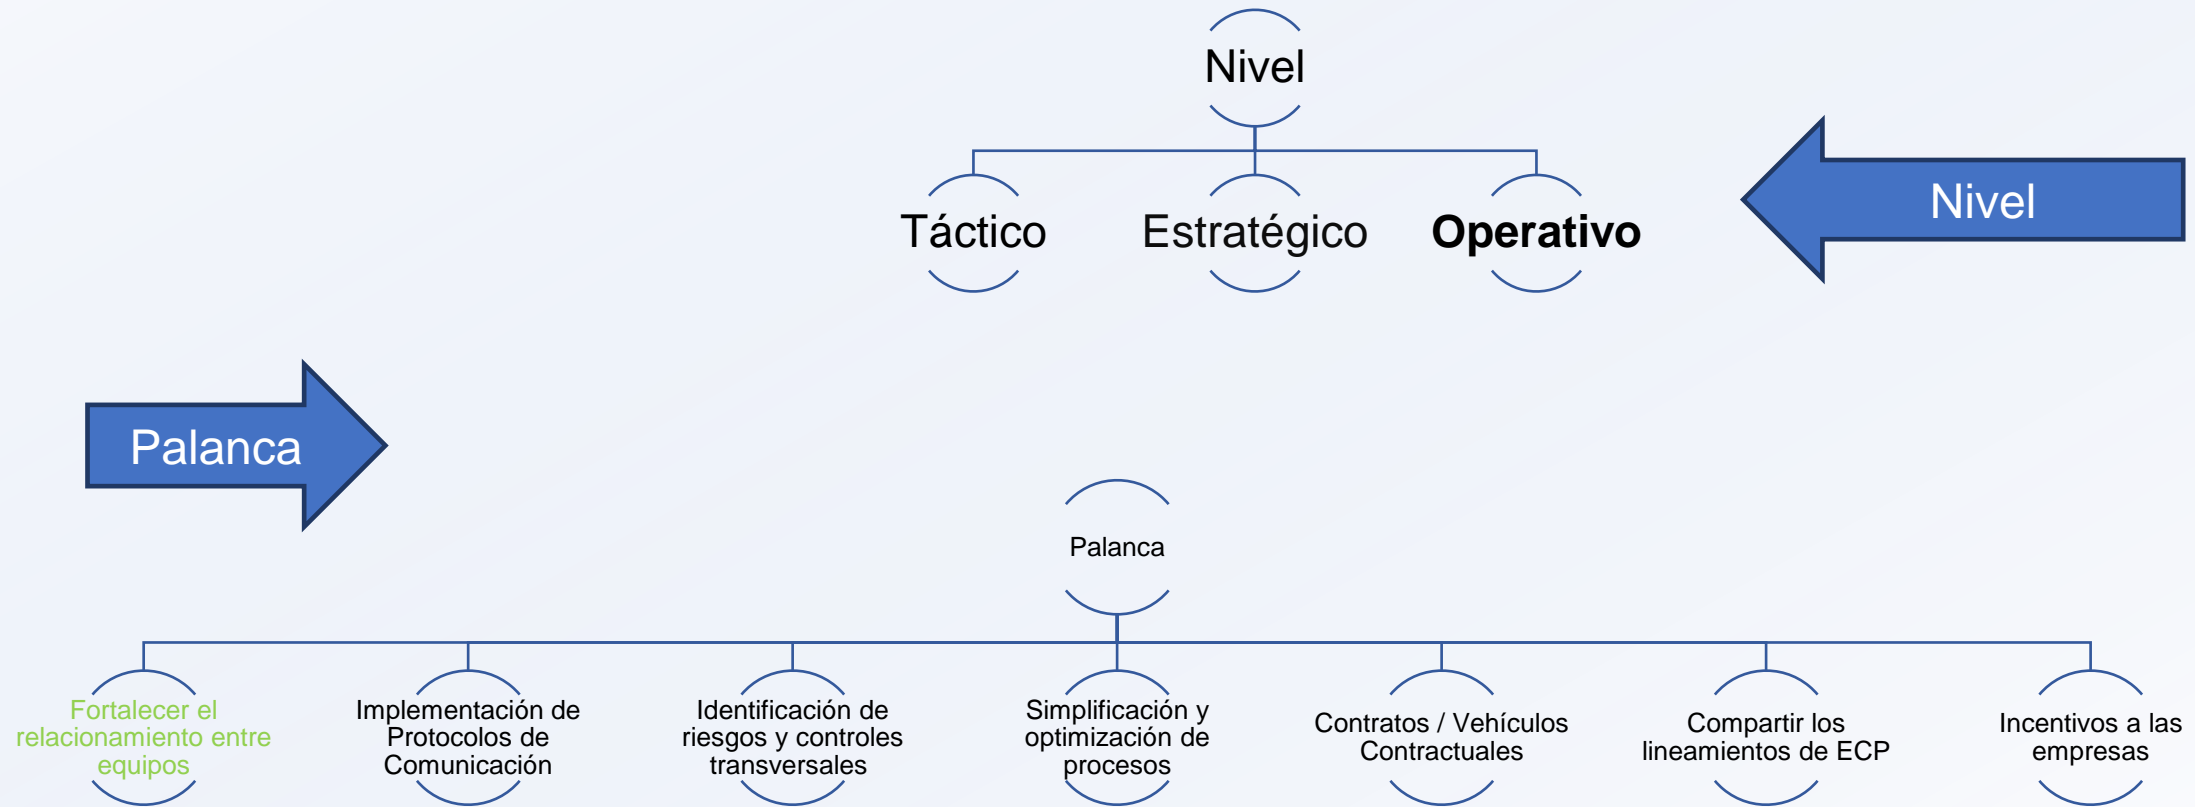 Nivel
Táctico
Estratégico
Operativo
Nivel
Palanca
Palanca
Fortalecer el
relacionamiento entre
equipos
Implementación de
Protocolos de
Comunicación
Identificación de
riesgos y controles
transversales
Simplificación y
optimización de
procesos
Contratos / Vehículos
Contractuales
Compartir los
lineamientos de ECP
Incentivos a las
empresas